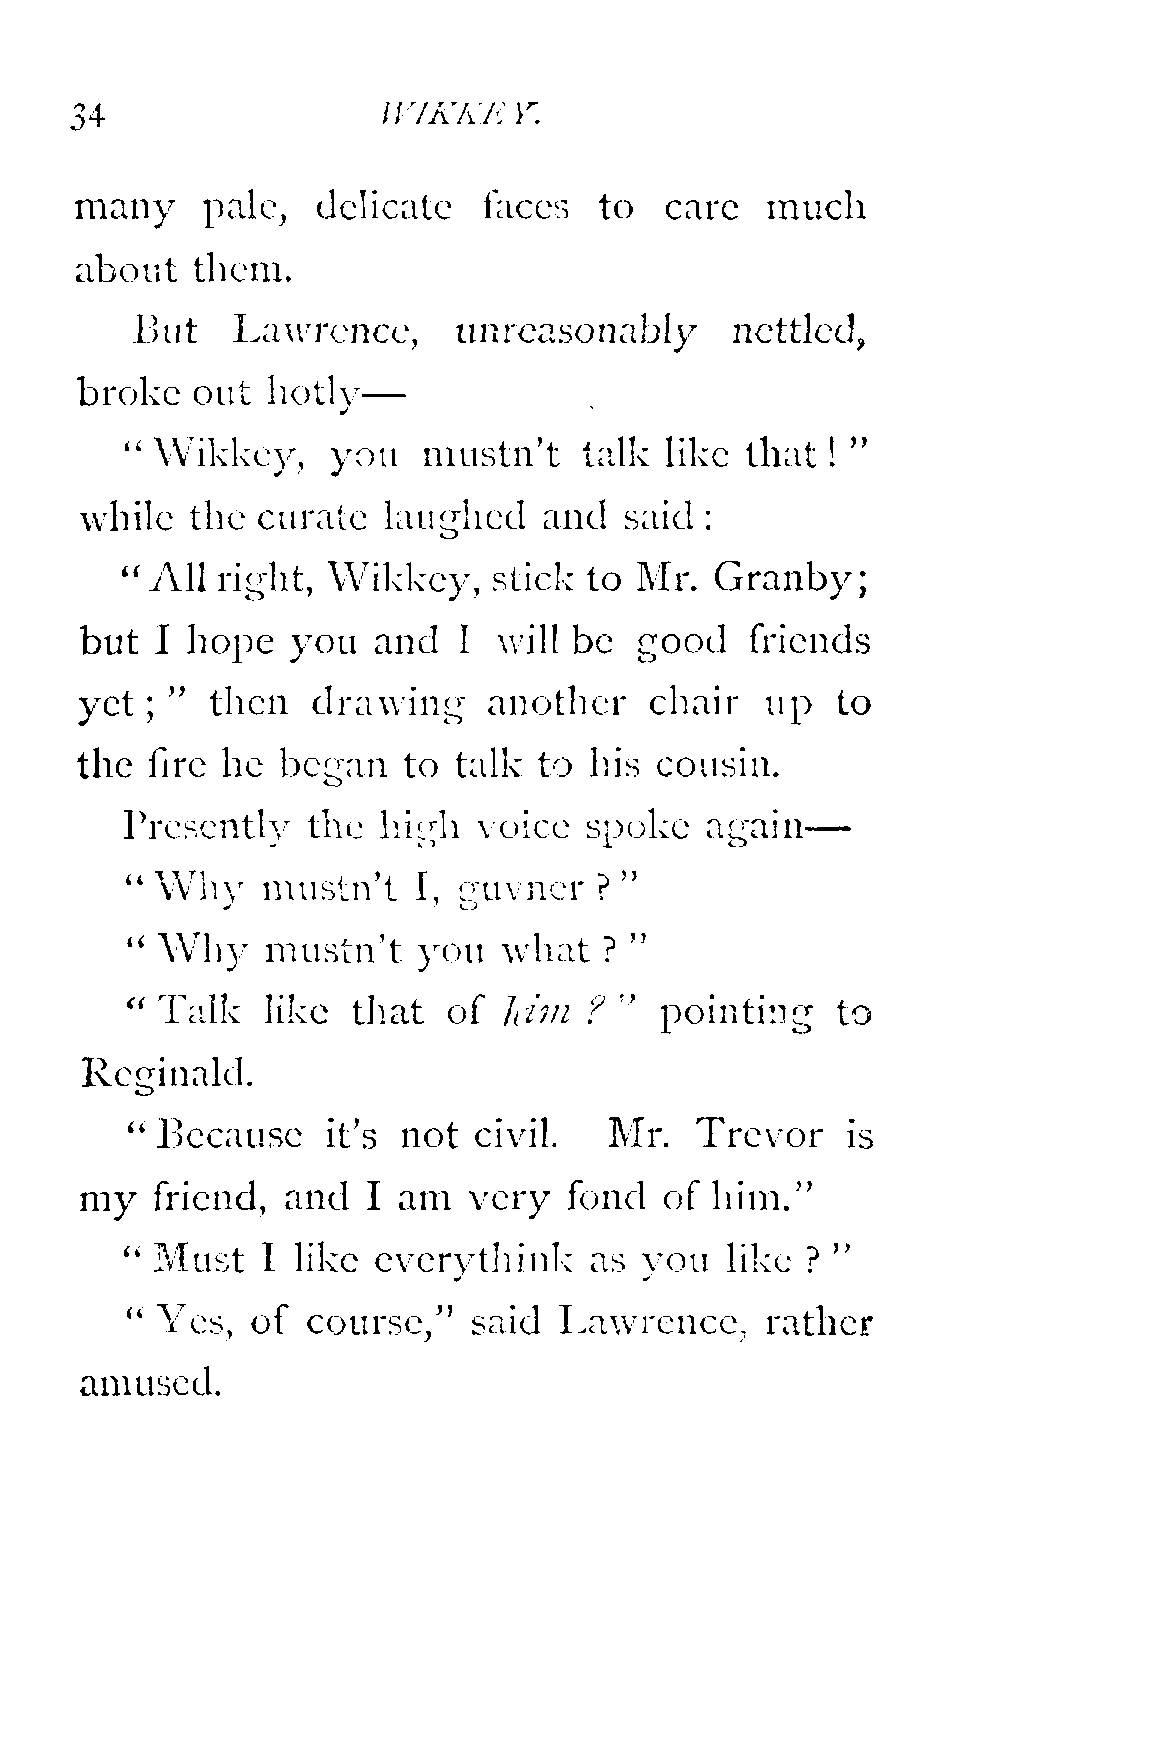 34 WIKKEY.
many pale, delicate faces to care much
about them.
But Lawrence, unreasonably nettled,
broke out hotly—
“ Wikkey, you mustn't talk like that ! ”
while the curate laughed and said :
“ All right, Wikkey, stick to Mr. Granby;
but I hope you and I will be good friends
yet ; ” then drawing another chair up to
the fire he began to talk to his cousin.
Presently the high voice spoke again—
“ Why mustn't I, guvner ? ”
“ Why mustn't you what ? ”
“ Talk like that of him ? ” pointing to
Reginald.
“ Because it's not civil. Mr. Trevor is
my friend, and I am very fond of him.”
“ Must I like everythink as you like ? ”
“ Yes, of course,” said Lawrence, rather
amused.